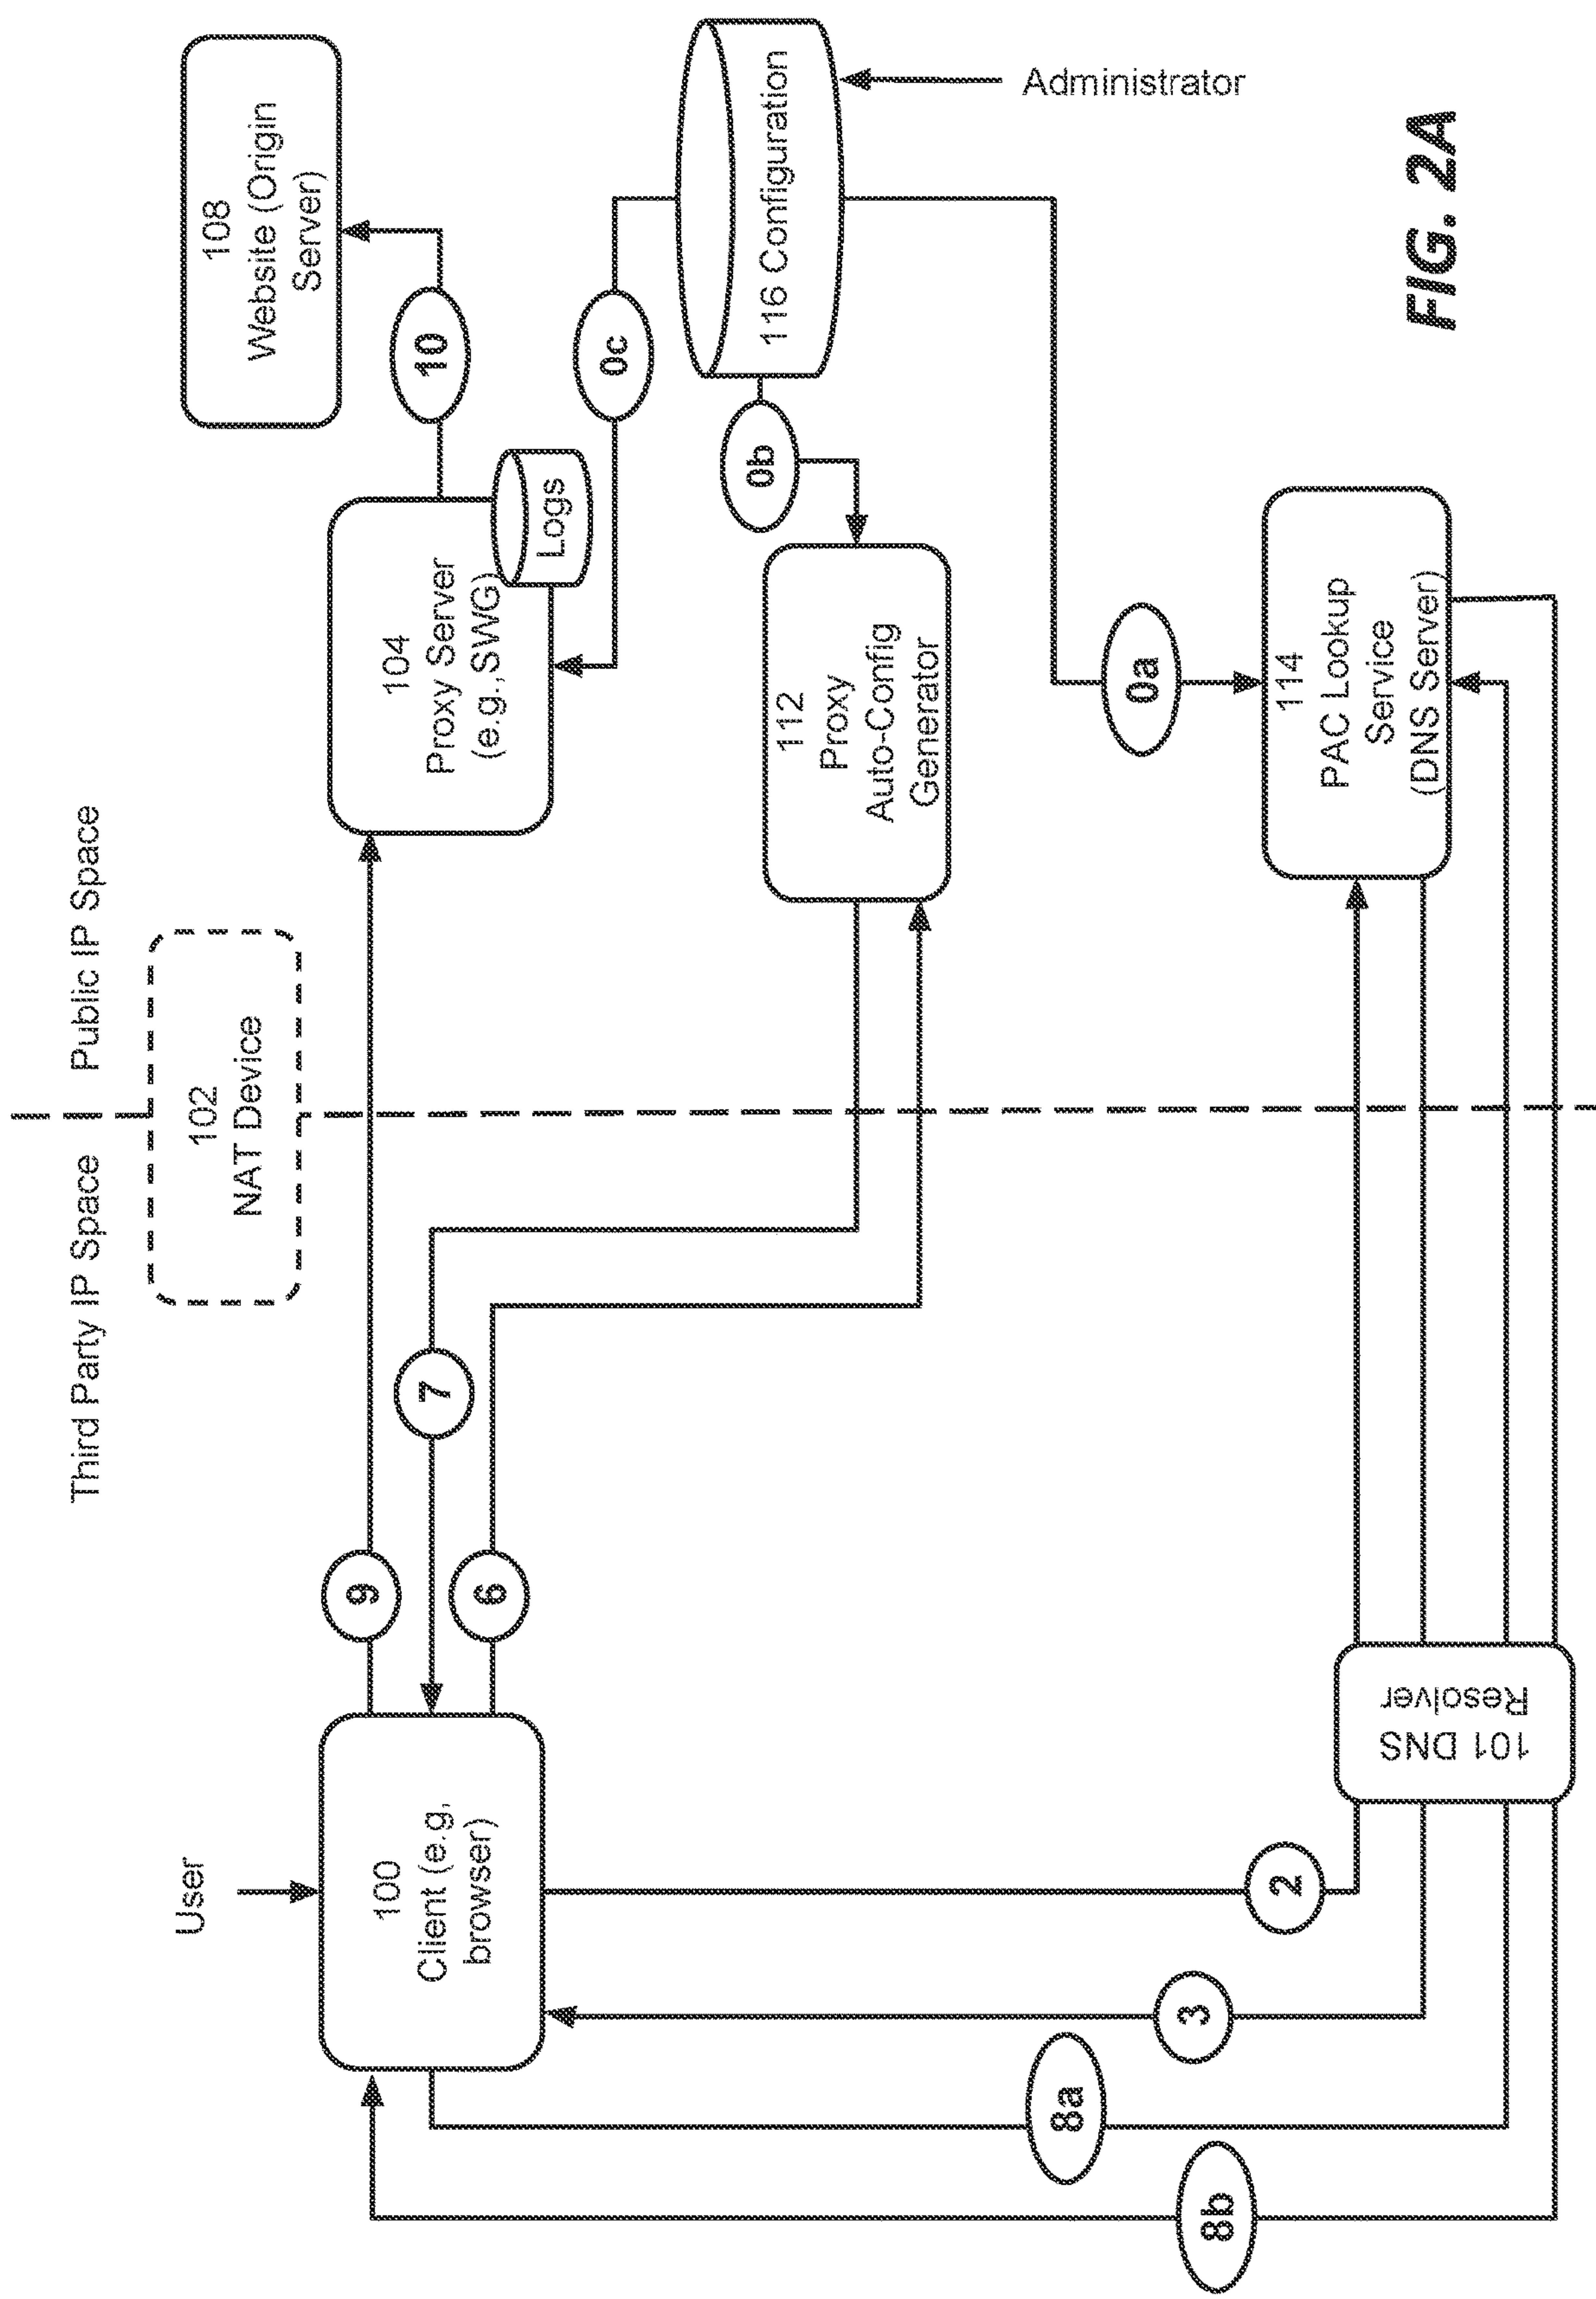 Third Party IP Space
Public IP Space
102
NAT Device
User
100
Client (e.g,
browser)
9
7
6
104
Proxy Server
(e.g.,SWG)
Logs
10
108
Website (Origin
Server)
0c
116 Configuration
Administrator
0b
112
Proxy
Auto-Config
Generator
0a
114
PAC Lookup
Service
(DNS Server)
2
3
8a
8b
101 DNS
Resolver
FIG. 2A